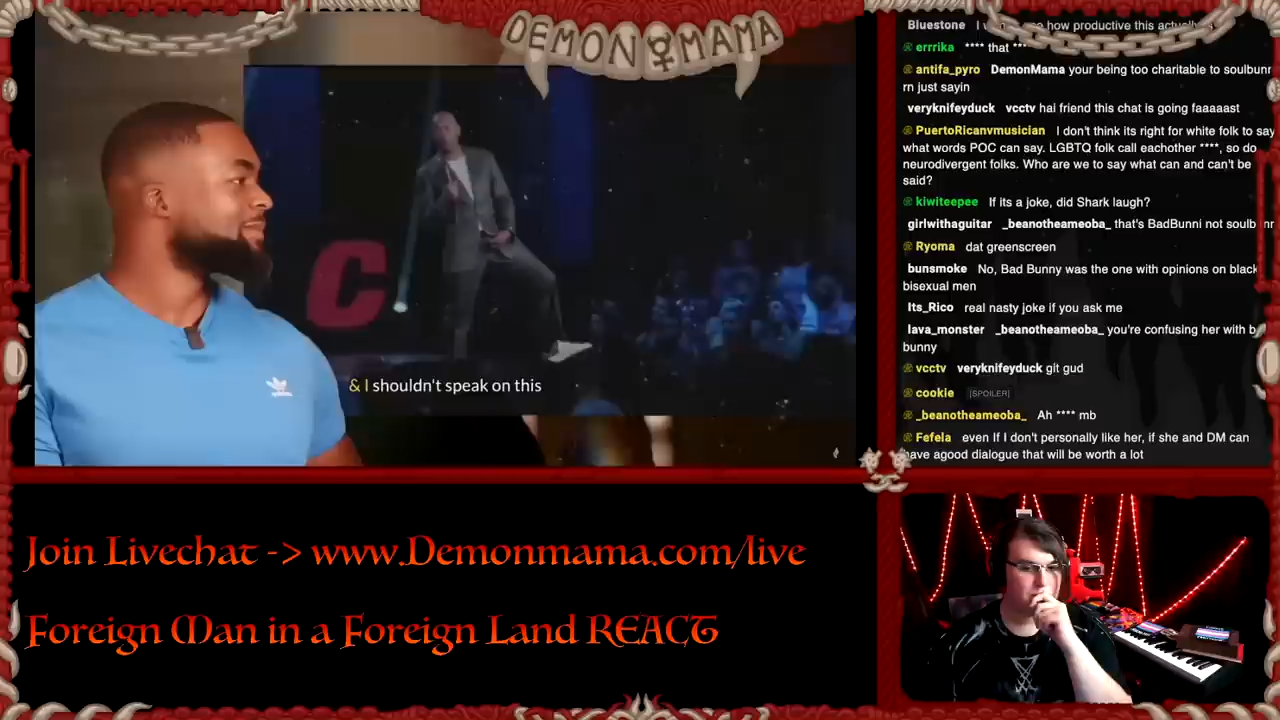 DEMON MAMA
C
& I shouldn't speak on this
Join Livechat -> www.Demonmama.com/live
Foreign Man in a Foreign Land REACT
Bluestone I how productive this
errrika **** that ***
antifa_pyro DemonMama your being too charitable to soulbunn
rn just sayin
veryknifeyduck vcctv hai friend this chat is going faaaast
PuertoRicanvmusician I don't think its right for white folk to say
what words POC can say. LGBTQ folk call eachother ****, so do
neurodivergent folks. Who are we to say what can and can't be
said?
kiwiteepee If its a joke, did Shark laugh?
girlwithaguitar _beanotheameoba_ that's BadBunni not
Ryoma dat greenscreen
bunsmoke No, Bad Bunny was the one with opinions on black
bisexual men
Its_Rico real nasty joke if you ask me
lava_monster _beanotheameoba_ you're confusing her with b
bunny
vcctv veryknifeyduck git gud
cookie [SPOILER]
_beanotheameoba_ Ah **** mb
Fefela even If I don't personally like her, if she and DM can
have agood dialogue that will be worth a lot